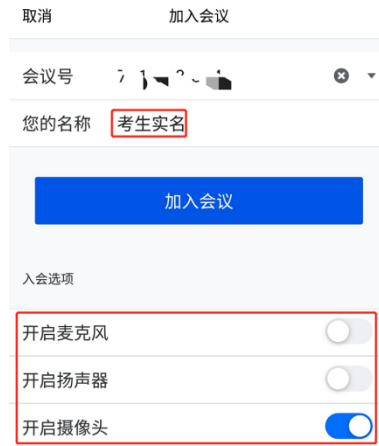 取消 加入会议
会议号
您的名称 考生实名
加入会议
入会选项
开启麦克风
开启扬声器
开启摄像头